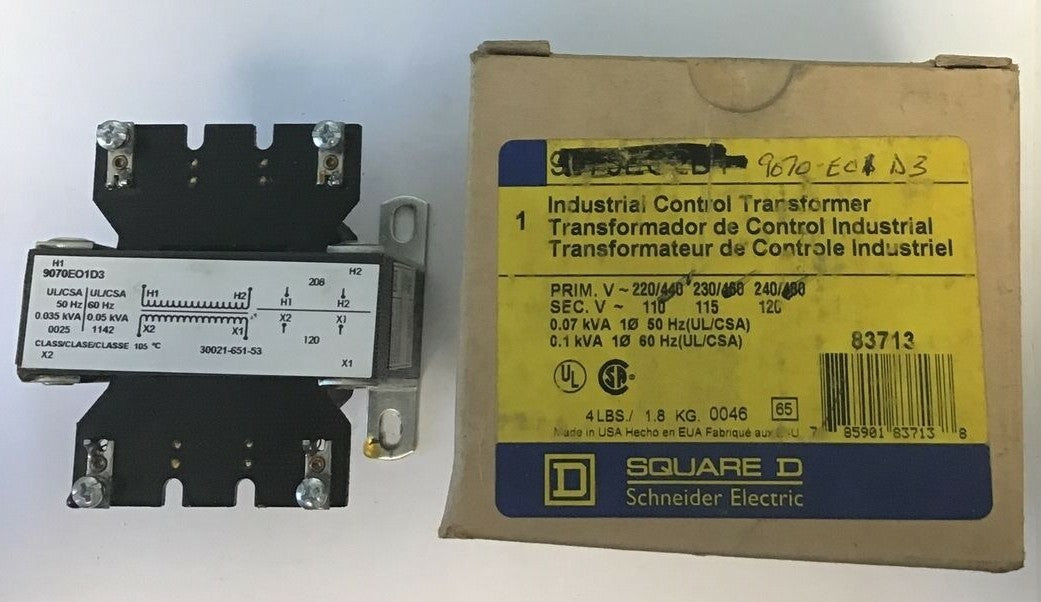 H1
H2
9070EO1D3
UL/CSA UL/CSA
50 Hz 60 Hz
0.035 kVA 0.05 kVA
0025 1142
CLASS/CLASE/CLASSE 105 °C
X2
H1 H2
X2 X1
30021-651-53
208
H1 H2
X2 X1
120
X1
9070-EO1 D3
1
Industrial Control Transformer
Transformador de Control Industrial
Transformateur de Controle Industriel
PRIM. V ~ 220/440 230/460 240/480
SEC. V ~ 110 115 120
0.07 kVA 1Ø 50 Hz(UL/CSA)
0.1 kVA 1Ø 60 Hz(UL/CSA)
83713
UL
4 LBS./ 1.8 KG. 0046 65
Made in USA Hecho en EUA Fabriqué aux
7 85901 83713 8
D
SQUARE D
Schneider Electric